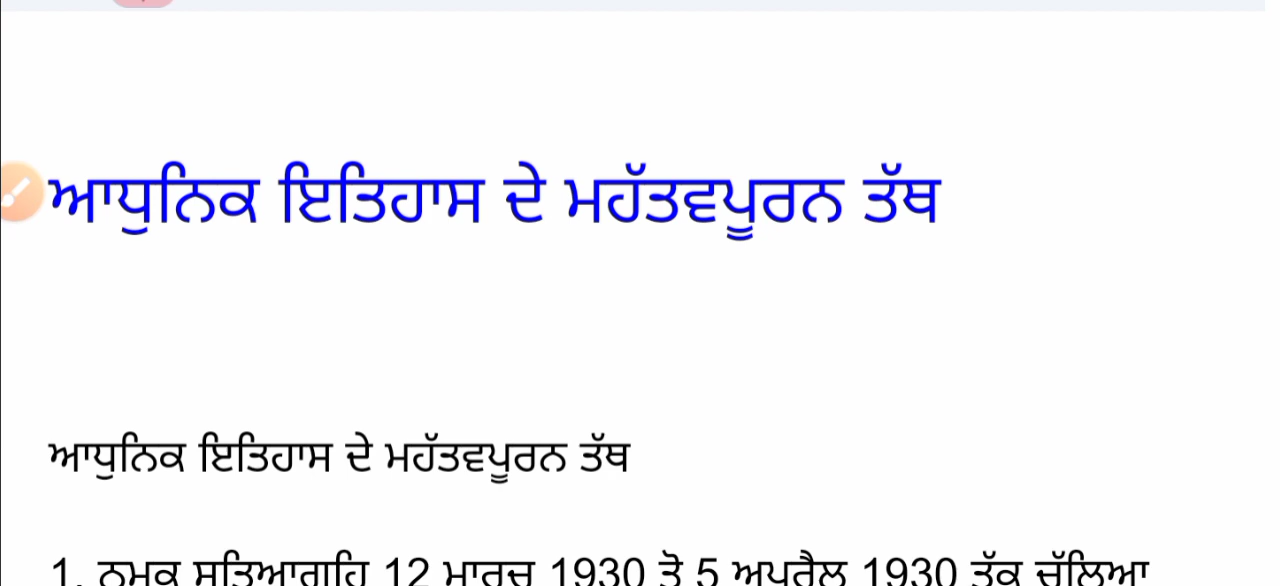 ਆਧੁਨਿਕ ਇਤਿਹਾਸ ਦੇ ਮਹੱਤਵਪੂਰਨ ਤੱਥ
ਆਧੁਨਿਕ ਇਤਿਹਾਸ ਦੇ ਮਹੱਤਵਪੂਰਨ ਤੱਥ
1. ਨਮਕ ਸਤਿਆਗ੍ਰਹਿ 12 ਮਾਰਚ 1930 ਤੋ 5 ਅਪਰੈਲ 1930 ਤੱਕ ਚੱਲਿਆ